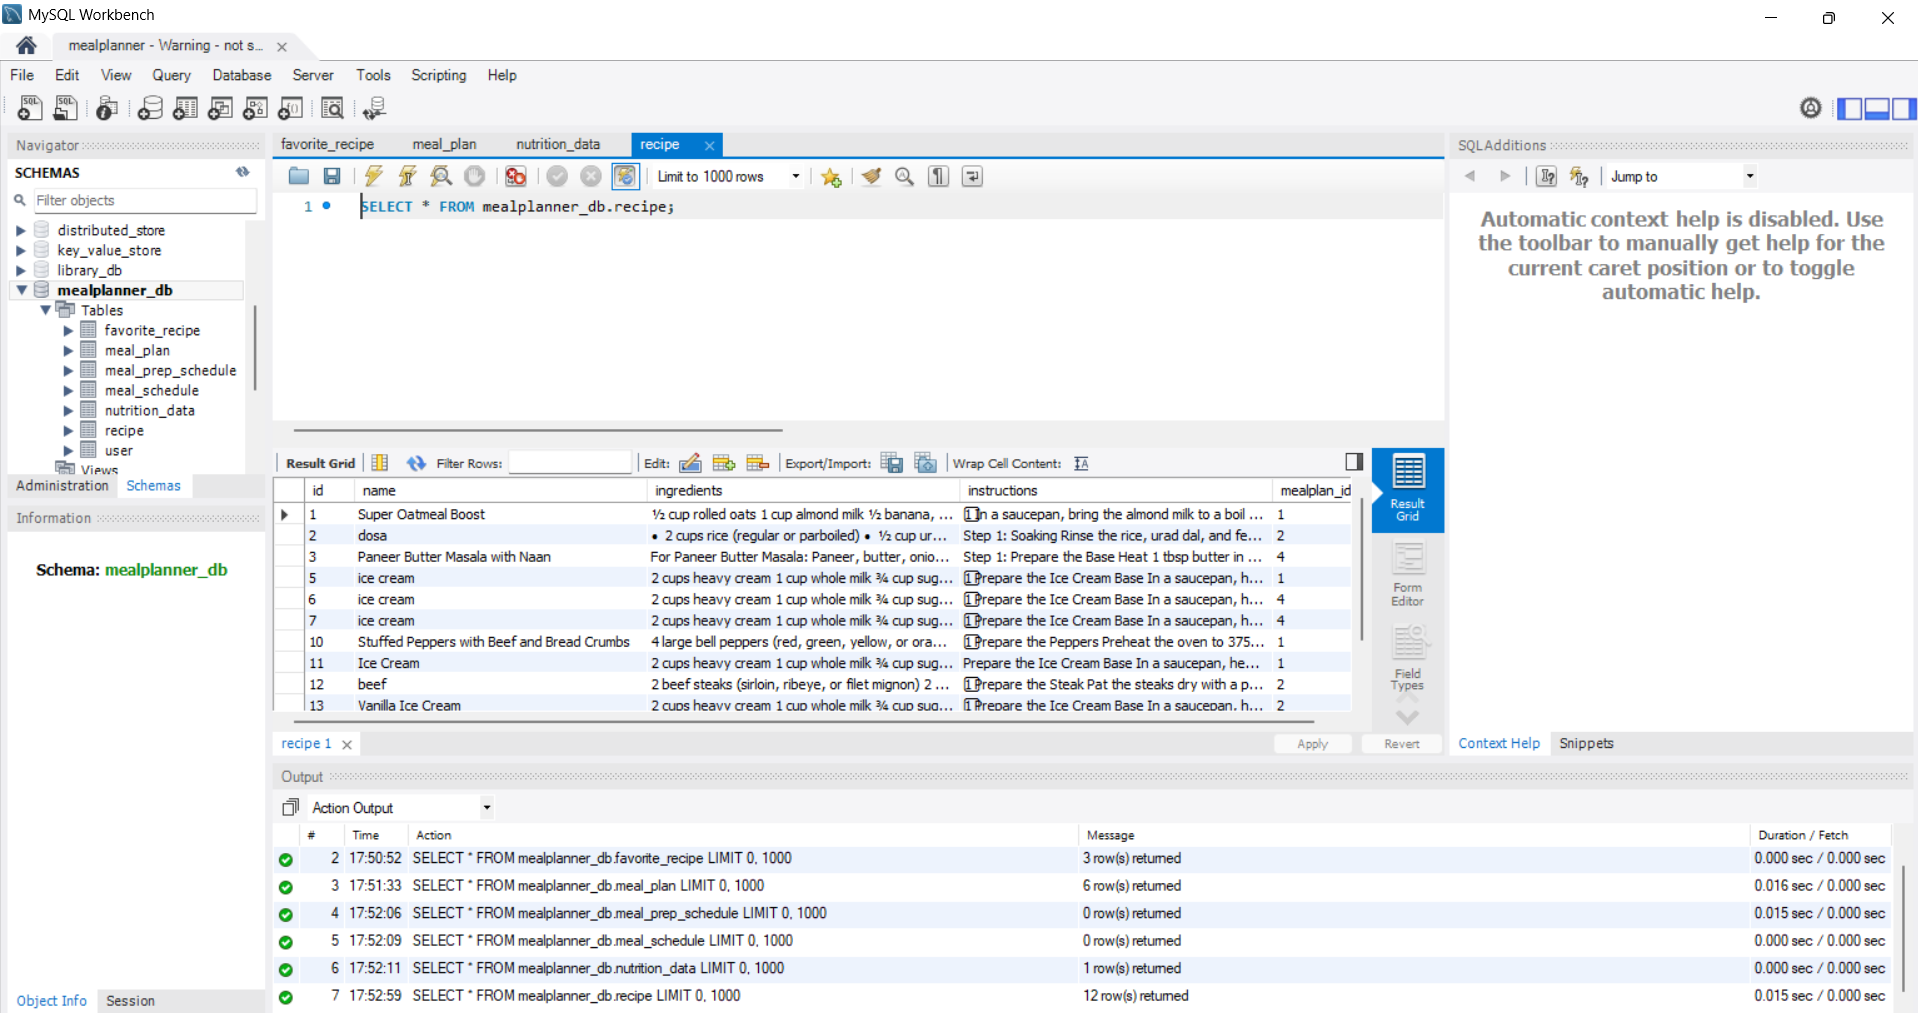 MySQL Workbench
mealplanner - Warning - not s...
File Edit View Query Database Server Tools Scripting Help
Navigator
SCHEMAS
Filter objects
distributed_store
key_value_store
library_db
mealplanner_db
Tables
favorite_recipe
meal_plan
meal_prep_schedule
meal_schedule
nutrition_data
recipe
user
Views
Administration Schemas
Information
Schema: mealplanner_db
Object Info Session
favorite_recipe meal_plan nutrition_data recipe
Limit to 1000 rows
1 SELECT * FROM mealplanner_db.recipe;
Result Grid Filter Rows: Edit: Export/Import: Wrap Cell Content:
id name ingredients instructions mealplan_id
1 Super Oatmeal Boost ½ cup rolled oats 1 cup almond milk ½ banana, ... 1 In a saucepan, bring the almond milk to a boil ... 1
2 dosa • 2 cups rice (regular or parboiled) • ½ cup ur... Step 1: Soaking Rinse the rice, urad dal, and fe... 2
3 Paneer Butter Masala with Naan For Paneer Butter Masala: Paneer, butter, onio... Step 1: Prepare the Base Heat 1 tbsp butter in ... 4
5 ice cream 2 cups heavy cream 1 cup whole milk ¾ cup sug... 1 Prepare the Ice Cream Base In a saucepan, h... 1
6 ice cream 2 cups heavy cream 1 cup whole milk ¾ cup sug... 1 Prepare the Ice Cream Base In a saucepan, h... 4
7 ice cream 2 cups heavy cream 1 cup whole milk ¾ cup sug... 1 Prepare the Ice Cream Base In a saucepan, h... 4
10 Stuffed Peppers with Beef and Bread Crumbs 4 large bell peppers (red, green, yellow, or ora... 1 Prepare the Peppers Preheat the oven to 375... 1
11 Ice Cream 2 cups heavy cream 1 cup whole milk ¾ cup sug... Prepare the Ice Cream Base In a saucepan, he... 1
12 beef 2 beef steaks (sirloin, ribeye, or filet mignon) 2 ... 1 Prepare the Steak Pat the steaks dry with a p... 2
13 Vanilla Ice Cream 2 cups heavy cream 1 cup whole milk ¾ cup sug... 1 Prepare the Ice Cream Base In a saucepan, h... 2
Result
Grid
Form
Editor
Field
Types
recipe 1 Apply Revert
SQLAdditions
Jump to
Automatic context help is disabled. Use
the toolbar to manually get help for the
current caret position or to toggle
automatic help.
Context Help Snippets
Output
Action Output
# Time Action Message Duration / Fetch
2 17:50:52 SELECT * FROM mealplanner_db.favorite_recipe LIMIT 0, 1000 3 row(s) returned 0.000 sec / 0.000 sec
3 17:51:33 SELECT * FROM mealplanner_db.meal_plan LIMIT 0, 1000 6 row(s) returned 0.016 sec / 0.000 sec
4 17:52:06 SELECT * FROM mealplanner_db.meal_prep_schedule LIMIT 0, 1000 0 row(s) returned 0.015 sec / 0.000 sec
5 17:52:09 SELECT * FROM mealplanner_db.meal_schedule LIMIT 0, 1000 0 row(s) returned 0.000 sec / 0.000 sec
6 17:52:11 SELECT * FROM mealplanner_db.nutrition_data LIMIT 0, 1000 1 row(s) returned 0.000 sec / 0.000 sec
7 17:52:59 SELECT * FROM mealplanner_db.recipe LIMIT 0, 1000 12 row(s) returned 0.015 sec / 0.000 sec